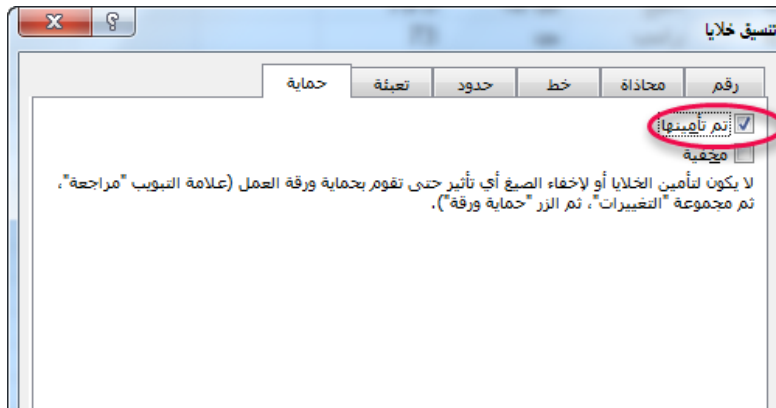 تنسيق خلايا
رقم محاذاة خط حدود تعبئة حماية
تم تأمينها
مخفية
لا يكون لتأمين الخلايا أو لإخفاء الصيغ أي تأثير حتى تقوم بحماية ورقة العمل (علامة التبويب "مراجعة"،
ثم مجموعة "التغييرات"، ثم الزر "حماية ورقة").